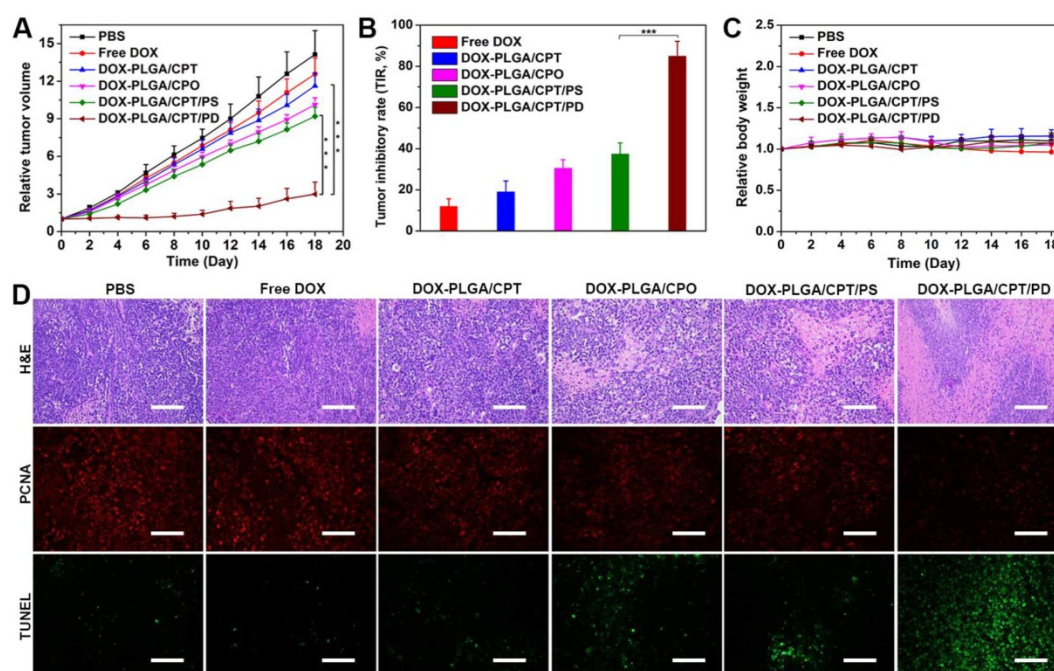 A
Relative tumor volume
15
12
9
6
3
0
PBS
Free DOX
DOX-PLGA/CPT
DOX-PLGA/CPO
DOX-PLGA/CPT/PS
DOX-PLGA/CPT/PD
***
***
0 2 4 6 8 10 12 14 16 18 20
Time (Day)
B
Tumor inhibitory rate (TIR, %)
100
80
60
40
20
0
Free DOX
DOX-PLGA/CPT
DOX-PLGA/CPO
DOX-PLGA/CPT/PS
DOX-PLGA/CPT/PD
***
C
Relative body weight
2.5
2.0
1.5
1.0
0.5
0.0
PBS
Free DOX
DOX-PLGA/CPT
DOX-PLGA/CPO
DOX-PLGA/CPT/PS
DOX-PLGA/CPT/PD
0 2 4 6 8 10 12 14 16 18
Time (Day)
D
PBS Free DOX DOX-PLGA/CPT DOX-PLGA/CPO DOX-PLGA/CPT/PS DOX-PLGA/CPT/PD
H&E
PCNA
TUNEL